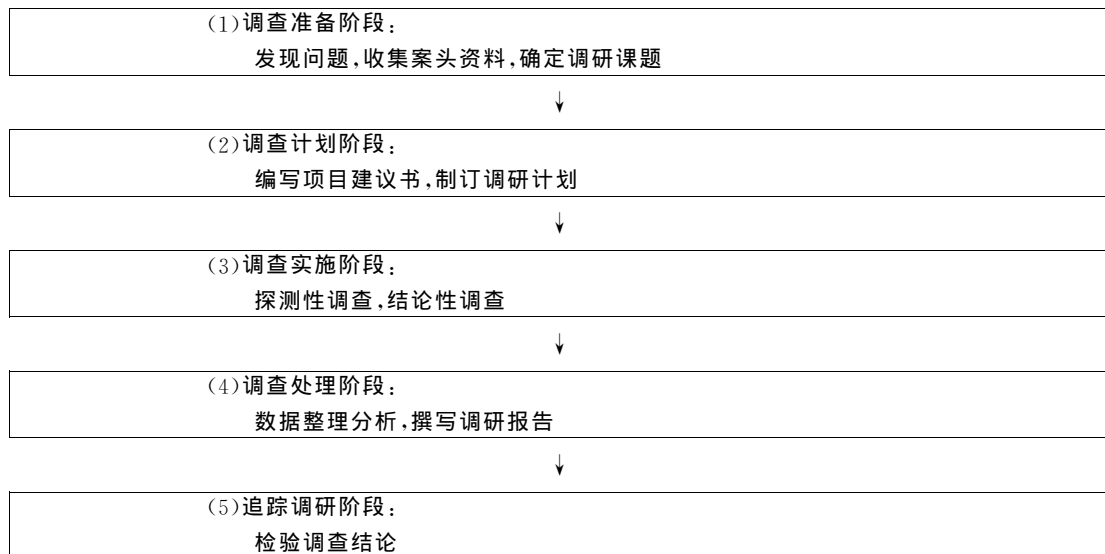 (1)调查准备阶段：
发现问题,收集案头资料,确定调研课题
↓
(2)调查计划阶段：
编写项目建议书,制订调研计划
↓
(3)调查实施阶段：
探测性调查,结论性调查
↓
(4)调查处理阶段：
数据整理分析,撰写调研报告
↓
(5)追踪调研阶段：
检验调查结论